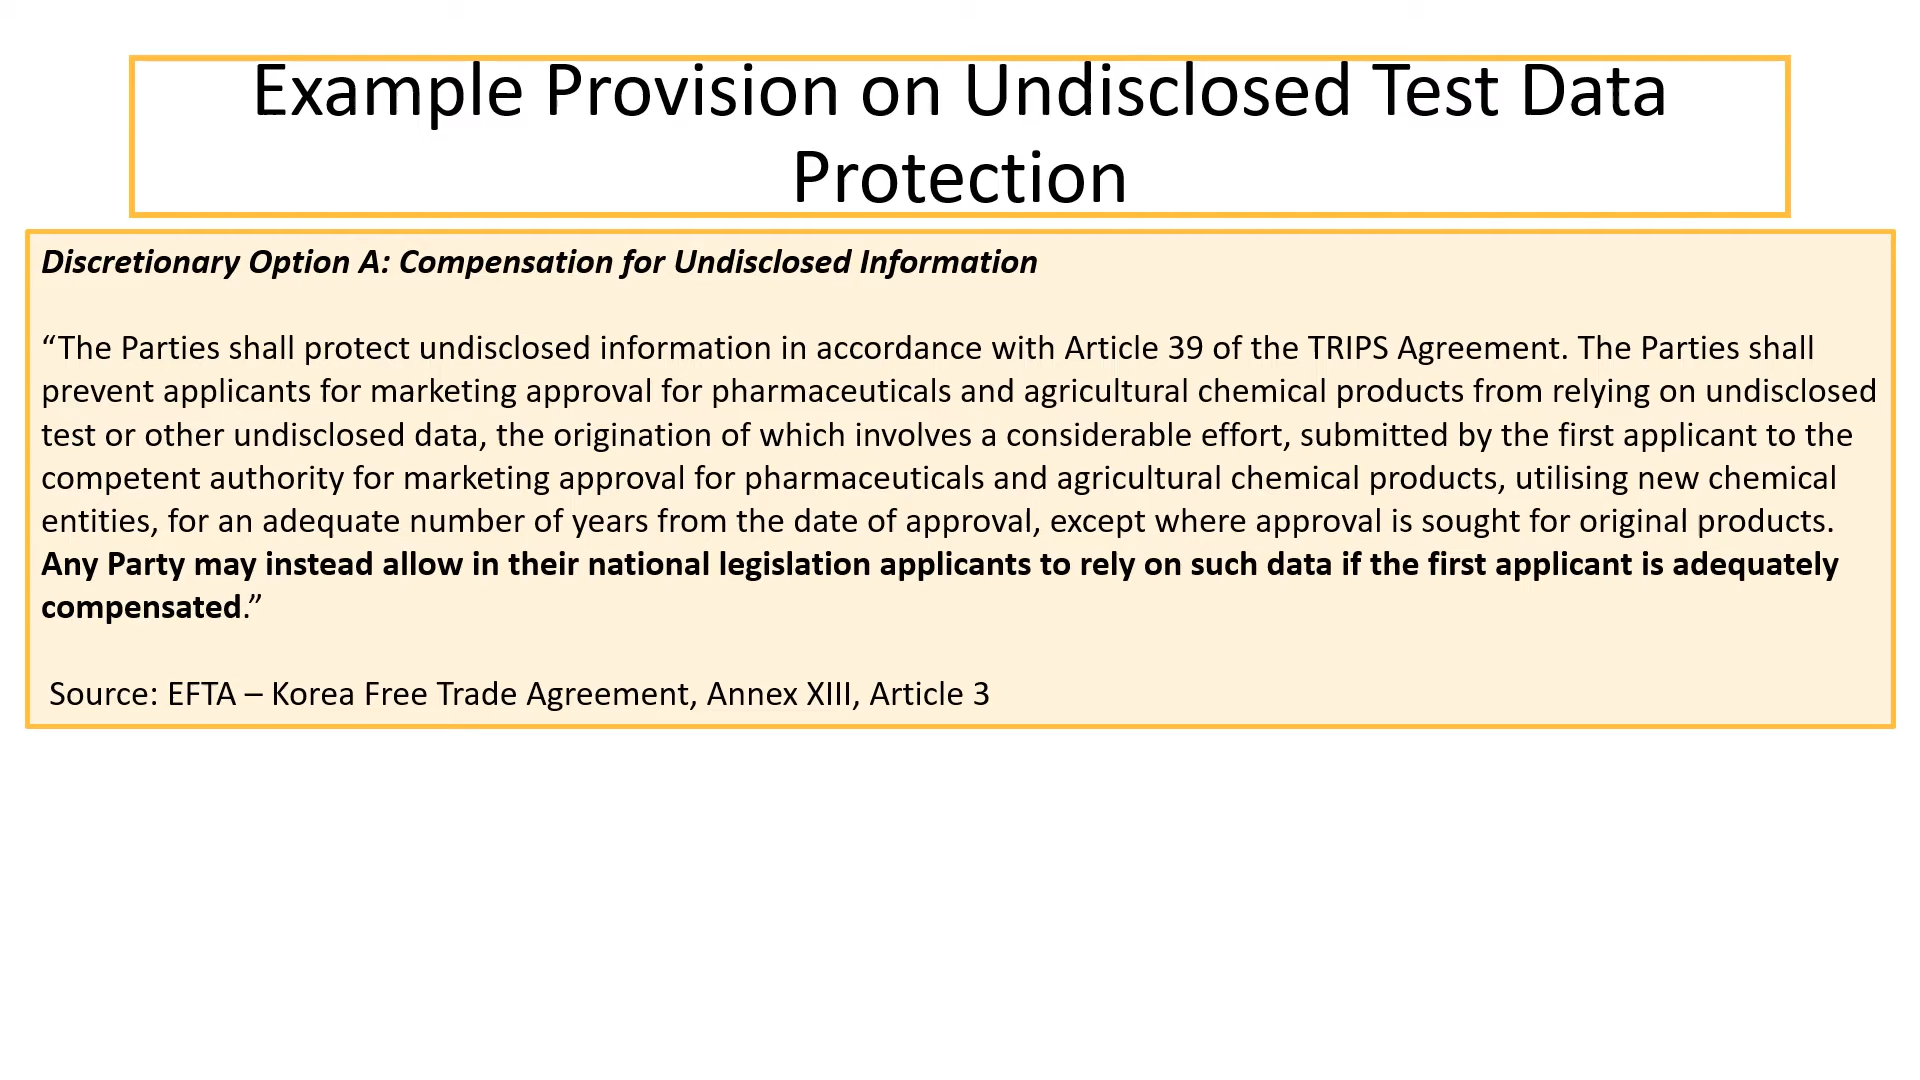 Example Provision on Undisclosed Test Data
Protection
Discretionary Option A: Compensation for Undisclosed Information
“The Parties shall protect undisclosed information in accordance with Article 39 of the TRIPS Agreement. The Parties shall
prevent applicants for marketing approval for pharmaceuticals and agricultural chemical products from relying on undisclosed
test or other undisclosed data, the origination of which involves a considerable effort, submitted by the first applicant to the
competent authority for marketing approval for pharmaceuticals and agricultural chemical products, utilising new chemical
entities, for an adequate number of years from the date of approval, except where approval is sought for original products.
Any Party may instead allow in their national legislation applicants to rely on such data if the first applicant is adequately
compensated.”
Source: EFTA – Korea Free Trade Agreement, Annex XIII, Article 3